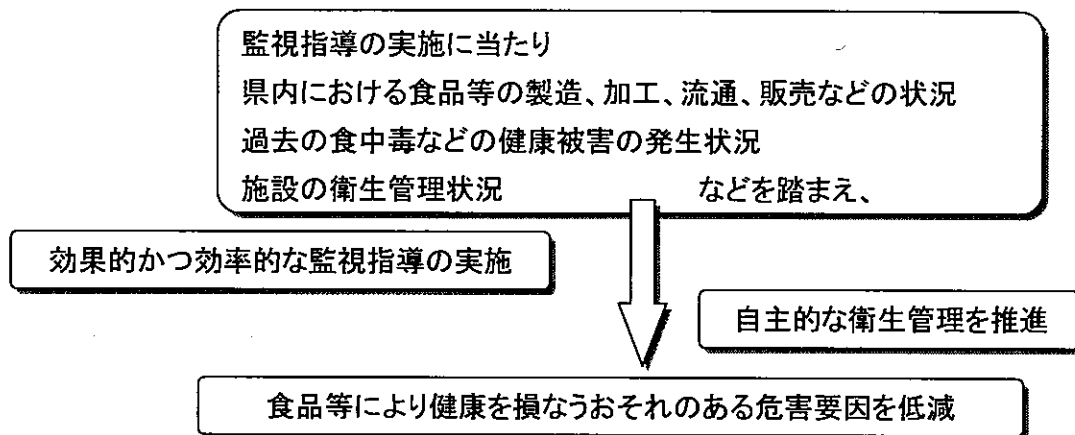 監視指導の実施に当たり
県内における食品等の製造、加工、流通、販売などの状況
過去の食中毒などの健康被害の発生状況
施設の衛生管理状況　　　　　　　などを踏まえ、
効果的かつ効率的な監視指導の実施
自主的な衛生管理を推進
食品等により健康を損なうおそれのある危害要因を低減